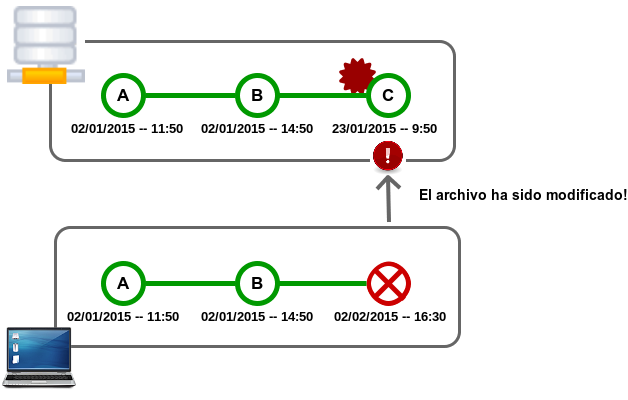 A B C
02/01/2015 -- 11:50 02/01/2015 -- 14:50 23/01/2015 -- 9:50
!
El archivo ha sido modificado!
A B
02/01/2015 -- 11:50 02/01/2015 -- 14:50 02/02/2015 -- 16:30